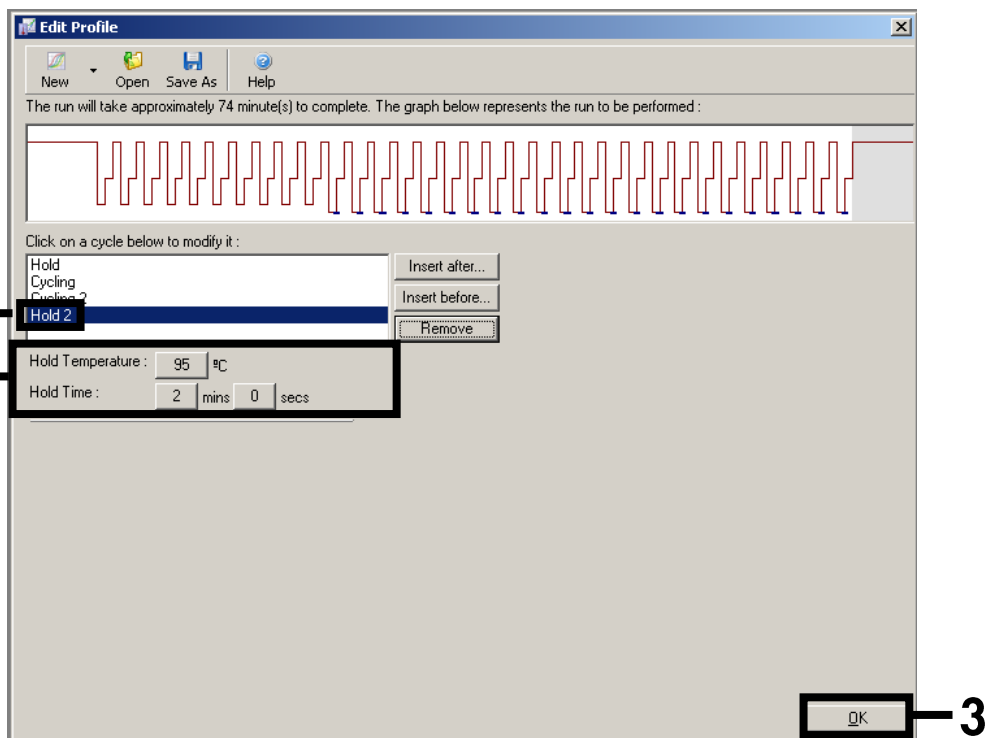 Edit Profile
New Open Save As Help
The run will take approximately 74 minute(s) to complete. The graph below represents the run to be performed :
Click on a cycle below to modify it :
Hold
Cycling
Cycling 2
Hold 2
Insert after...
Insert before...
Remove
Hold Temperature : 95 ºC
Hold Time : 2 mins 0 secs
OK
3